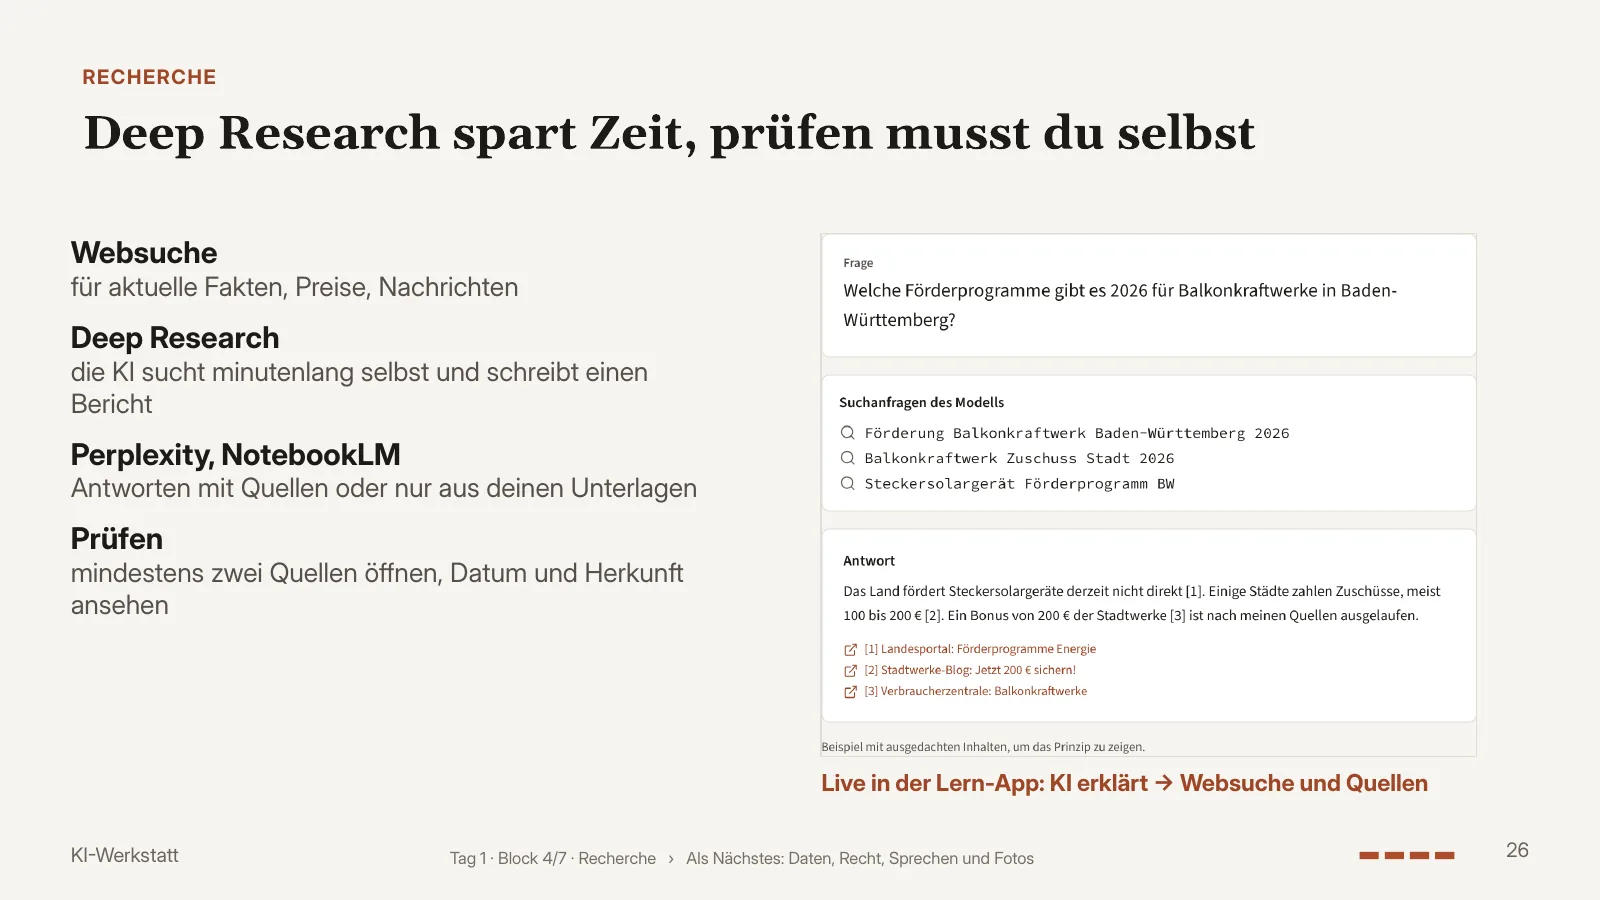 RECHERCHE
Deep Research spart Zeit, prüfen musst du selbst
Websuche
für aktuelle Fakten, Preise, Nachrichten
Deep Research
die KI sucht minutenlang selbst und schreibt einen
Bericht
Perplexity, NotebookLM
Antworten mit Quellen oder nur aus deinen Unterlagen
Prüfen
mindestens zwei Quellen öffnen, Datum und Herkunft
ansehen
Frage
Welche Förderprogramme gibt es 2026 für Balkonkraftwerke in Baden-
Württemberg?
Suchanfragen des Modells
Förderung Balkonkraftwerk Baden-Württemberg 2026
Balkonkraftwerk Zuschuss Stadt 2026
Steckersolargerät Förderprogramm BW
Antwort
Das Land fördert Steckersolargeräte derzeit nicht direkt [1]. Einige Städte zahlen Zuschüsse, meist
100 bis 200 € [2]. Ein Bonus von 200 € der Stadtwerke [3] ist nach meinen Quellen ausgelaufen.
[1] Landesportal: Förderprogramme Energie
[2] Stadtwerke-Blog: Jetzt 200 € sichern!
[3] Verbraucherzentrale: Balkonkraftwerke
Beispiel mit ausgedachten Inhalten, um das Prinzip zu zeigen.
Live in der Lern-App: KI erklärt → Websuche und Quellen
KI-Werkstatt
Tag 1 · Block 4/7 · Recherche › Als Nächstes: Daten, Recht, Sprechen und Fotos
26